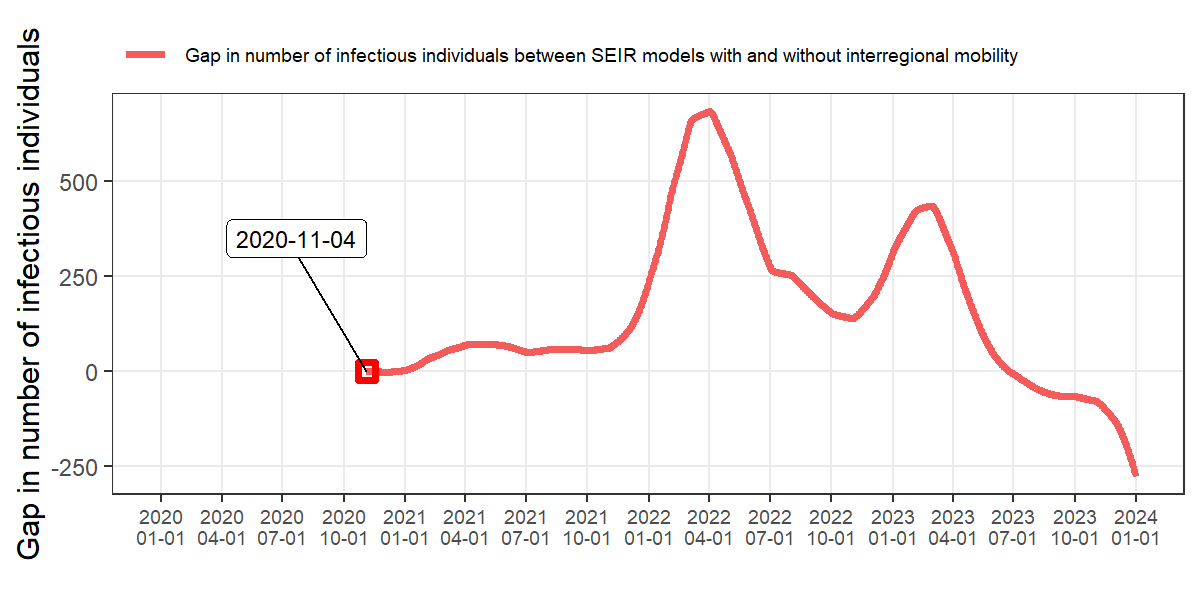 Gap in number of infectious individuals between SEIR models with and without interregional mobility
Gap in number of infectious individuals
500
250
0
-250
2020-11-04
2020 2020 2020 2020 2021 2021 2021 2021 2022 2022 2022 2022 2023 2023 2023 2023 2024
01-01 04-01 07-01 10-01 01-01 04-01 07-01 10-01 01-01 04-01 07-01 10-01 01-01 04-01 07-01 10-01 01-01